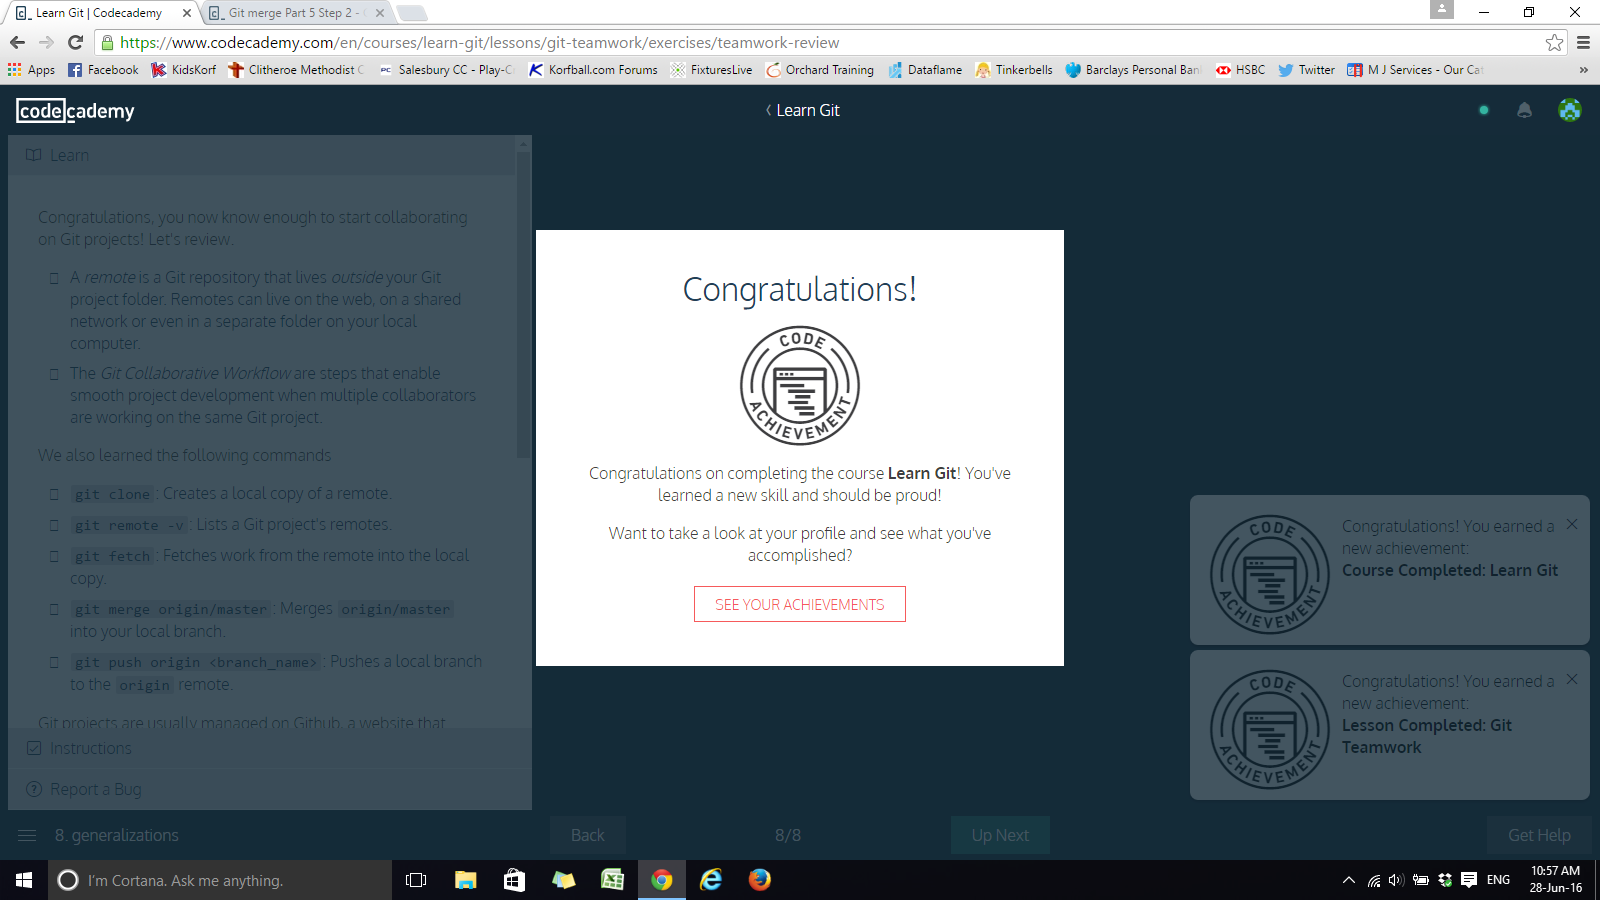 Learn Git | Codecademy
Git merge Part 5 Step 2 -
https://www.codecademy.com/en/courses/learn-git/lessons/git-teamwork/exercises/teamwork-review
Apps Facebook KidsKorf Clitheroe Methodist C Salesbury CC - Play-C Korfball.com Forums FixturesLive Orchard Training Dataflame Tinkerbells Barclays Personal Ban HSBC Twitter M J Services - Our Cat »
codecademy
Learn Git
Learn
Congratulations, you now know enough to start collaborating
on Git projects! Let's review.
A remote is a Git repository that lives outside your Git
project folder. Remotes can live on the web, on a shared
network or even in a separate folder on your local
computer.
The Git Collaborative Workflow are steps that enable
smooth project development when multiple collaborators
are working on the same Git project.
We also learned the following commands
git clone: Creates a local copy of a remote.
git remote -v: Lists a Git project's remotes.
git fetch: Fetches work from the remote into the local
copy.
git merge origin/master: Merges origin/master
into your local branch.
git push origin <branch_name>: Pushes a local branch
to the origin remote.
Git projects are usually managed on Github, a website that
Instructions
Report a Bug
8. generalizations
Back
8/8
Up Next
Get Help
Congratulations!
CODE
ACHIEVEMENT
Congratulations on completing the course Learn Git! You've
learned a new skill and should be proud!
Want to take a look at your profile and see what you've
accomplished?
SEE YOUR ACHIEVEMENTS
CODE
ACHIEVEMENT
Congratulations! You earned a
new achievement:
Course Completed: Learn Git
CODE
ACHIEVEMENT
Congratulations! You earned a
new achievement:
Lesson Completed: Git
Teamwork
I'm Cortana. Ask me anything.
ENG
10:57 AM
28-Jun-16